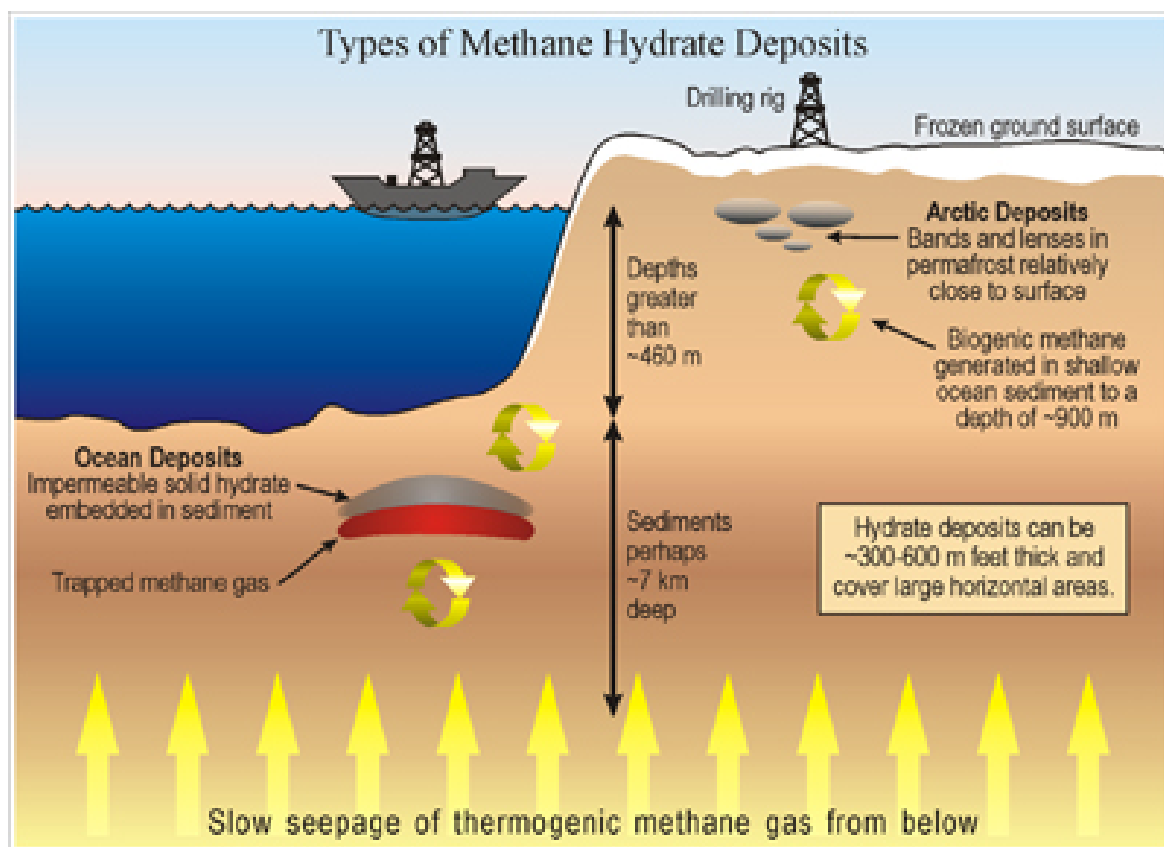 Types of Methane Hydrate Deposits
Drilling rig
Frozen ground surface
Arctic Deposits
Bands and lenses in
permafrost relatively
close to surface
Depths
greater
than
~460 m
Biogenic methane
generated in shallow
ocean sediment to a
depth of ~900 m
Ocean Deposits
Impermeable solid hydrate
embedded in sediment
Trapped methane gas
Sediments
perhaps
~7 km
deep
Hydrate deposits can be
~300-600 m feet thick and
cover large horizontal areas.
Slow seepage of thermogenic methane gas from below